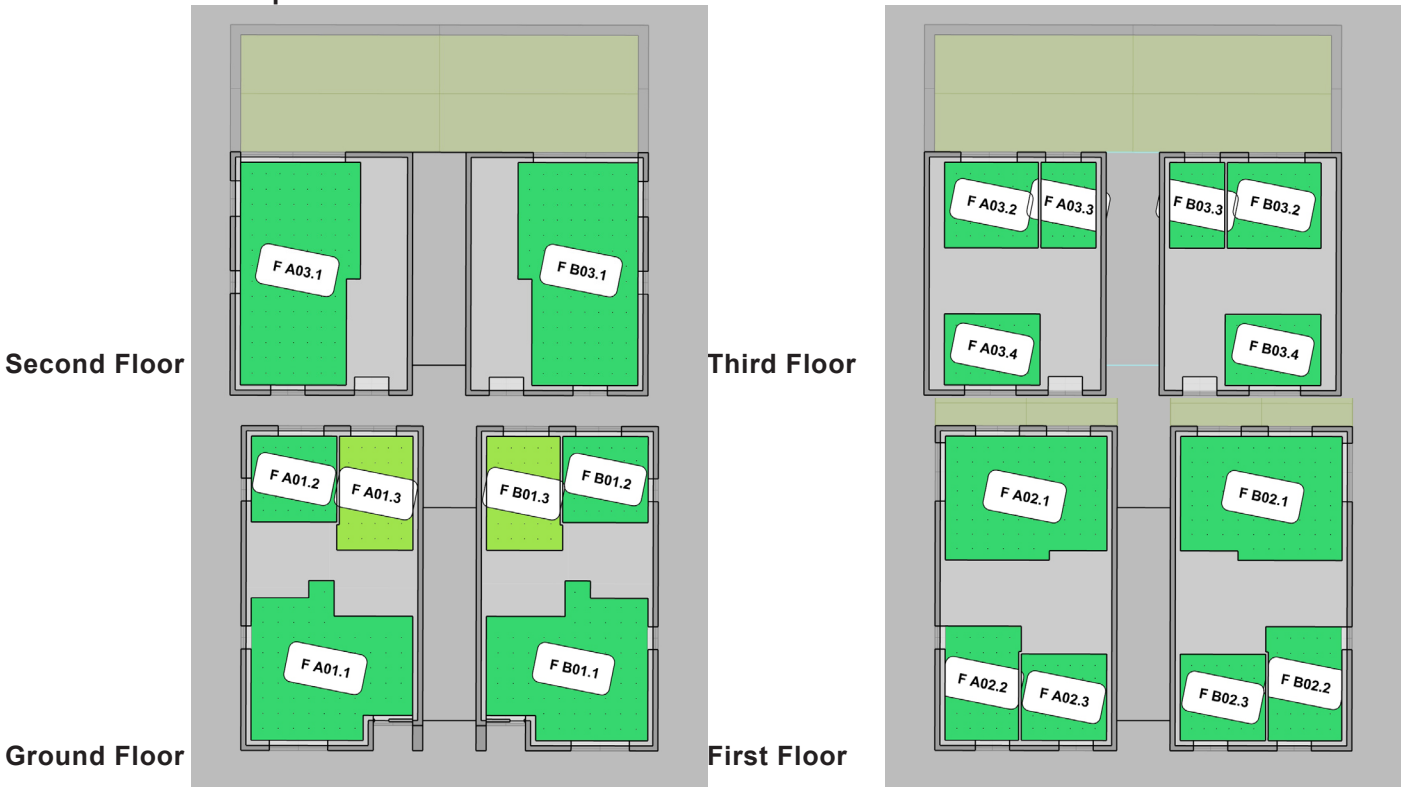 F A03.1
F B03.1
Second Floor
F A03.2
F A03.3
F B03.3
F B03.2
F A03.4
F B03.4
Third Floor
F A01.2
F A01.3
F B01.3
F B01.2
F A01.1
F B01.1
Ground Floor
F A02.1
F B02.1
F A02.2
F A02.3
F B02.3
F B02.2
First Floor